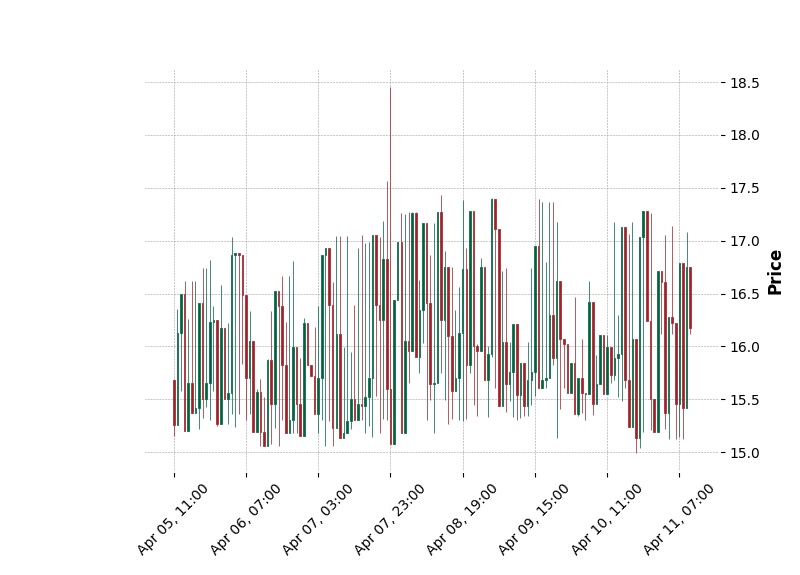 18.5
18.0
17.5
17.0
16.5
16.0
15.5
15.0
Price
Apr 05, 11:00
Apr 06, 07:00
Apr 07, 03:00
Apr 07, 23:00
Apr 08, 19:00
Apr 09, 15:00
Apr 10, 11:00
Apr 11, 07:00